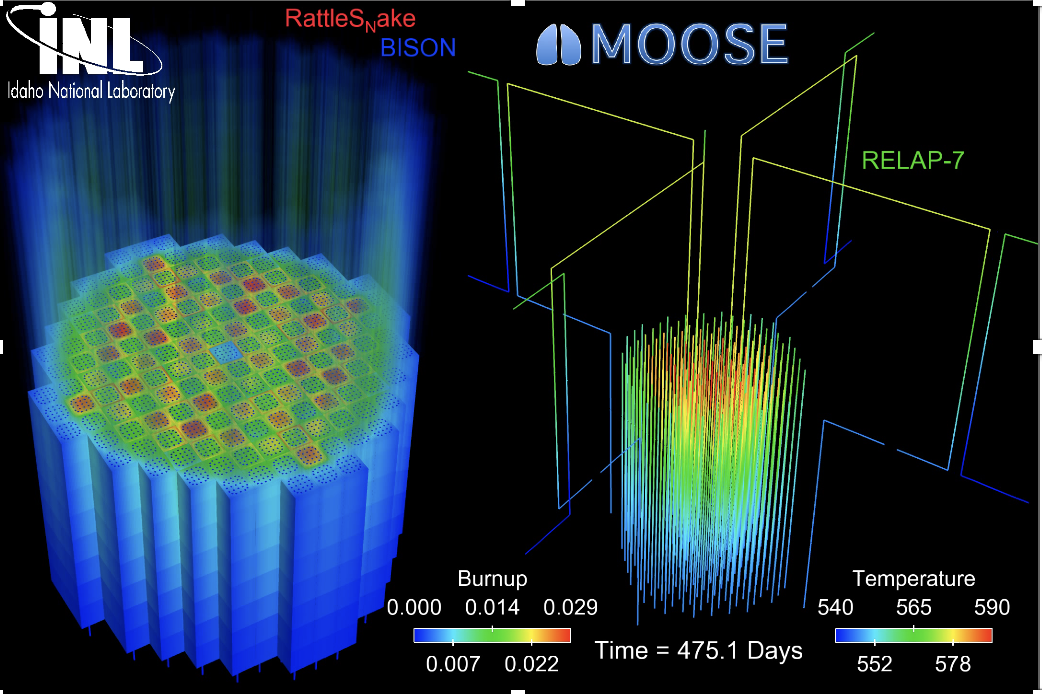 INL
Idaho National Laboratory
RattleSNake
BISON
MOOSE
RELAP-7
Burnup
0.000 0.014 0.029
0.007 0.022
Time = 475.1 Days
Temperature
540 565 590
552 578